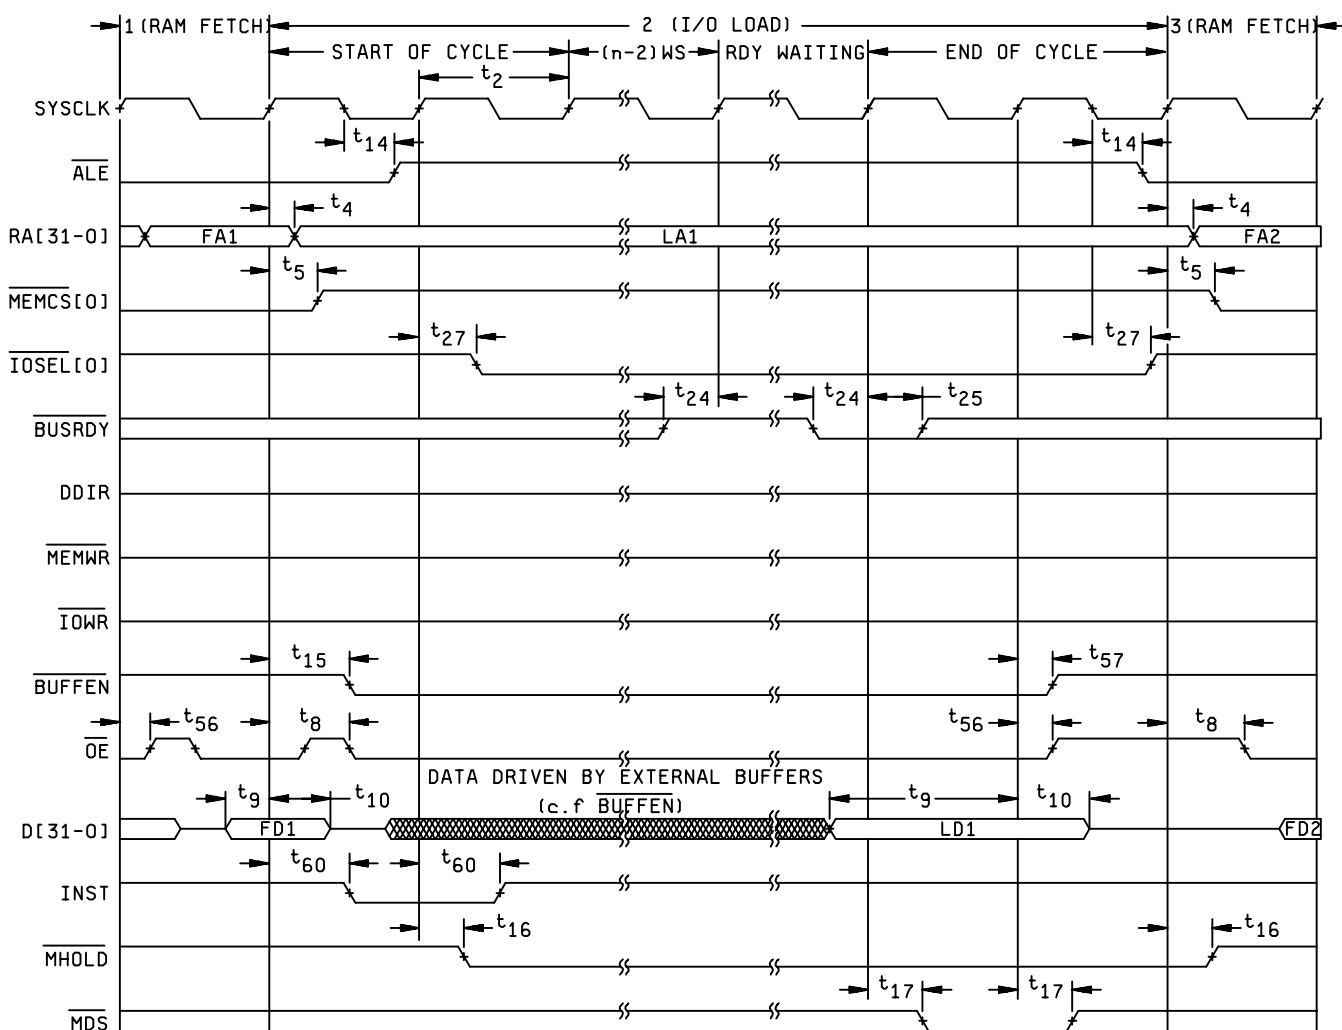 1(RAM FETCH) 2 (I/O LOAD) 3(RAM FETCH)
START OF CYCLE (n-2)WS RDY WAITING END OF CYCLE
t2
SYSCLK
t14 t14
ALE
t4 t4
RA[31-0] FA1 LA1 FA2
t5 t5
MEMCS[0]
t27 t27
IOSEL[0]
t24 t24 t25
BUSRDY
DDIR
MEMWR
IOWR
t15 t57
BUFFEN
t56 t8 t56 t8
OE
DATA DRIVEN BY EXTERNAL BUFFERS
(c.f BUFFEN)
t9 t10 t9 t10
D[31-0] FD1 LD1 FD2
t60 t60
INST
t16 t16
MHOLD
t17 t17
MDS